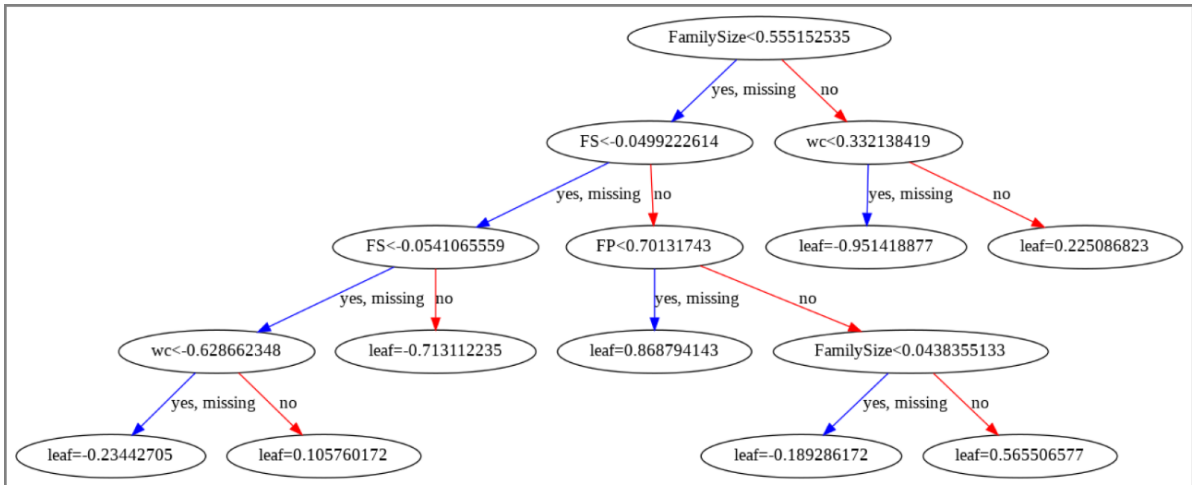 FamilySize<0.555152535
yes, missing
no
FS<-0.0499222614
wc<0.332138419
yes, missing
no
yes, missing
no
FS<-0.0541065559
FP<0.70131743
leaf=-0.951418877
leaf=0.225086823
yes, missing
no
yes, missing
no
wc<-0.628662348
leaf=-0.713112235
leaf=0.868794143
FamilySize<0.0438355133
yes, missing
no
yes, missing
no
leaf=-0.23442705
leaf=0.105760172
leaf=-0.189286172
leaf=0.565506577